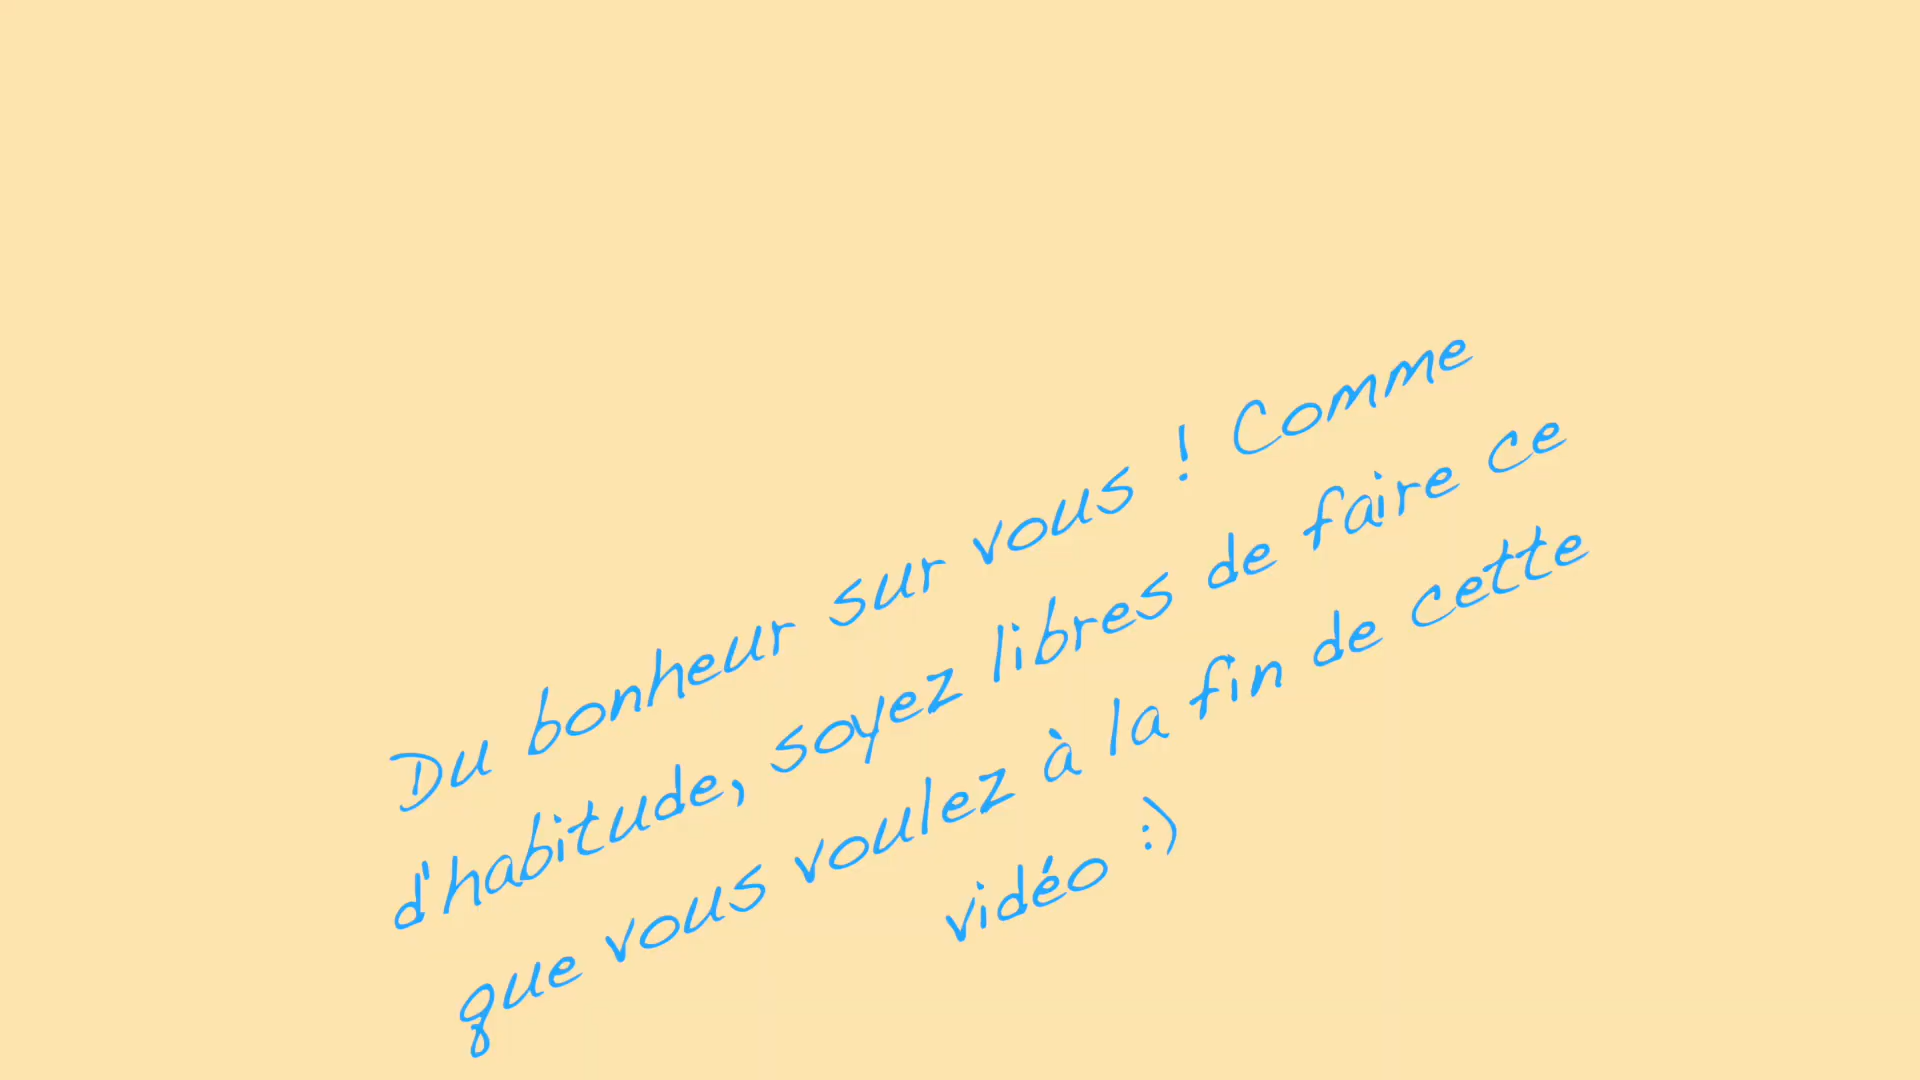 Du bonheur sur vous ! Comme
d'habitude, soyez libres de faire ce
que vous voulez à la fin de cette
vidéo :)